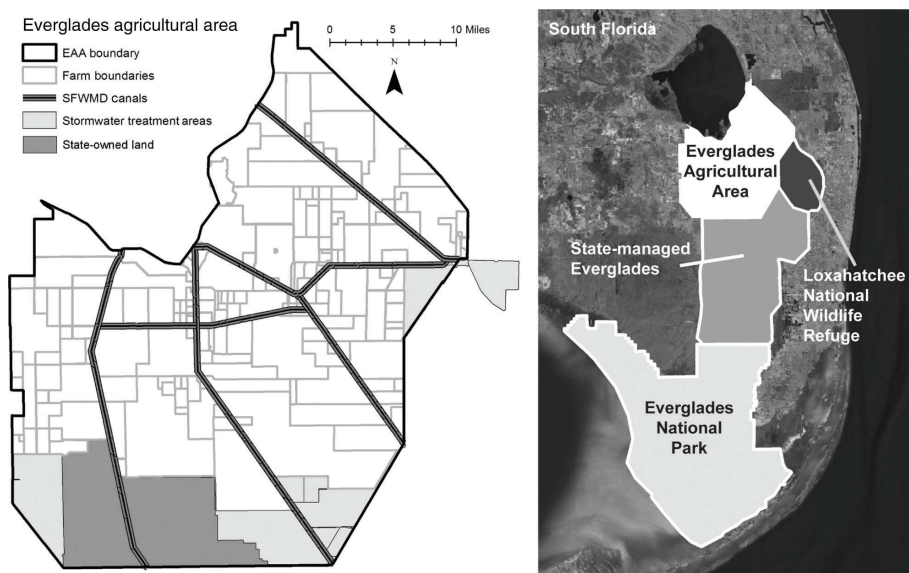 Everglades agricultural area
EAA boundary
Farm boundaries
SFWMD canals
Stormwater treatment areas
State-owned land
0 5 10 Miles
N
South Florida
Everglades
Agricultural
Area
State-managed
Everglades
Loxahatchee
National
Wildlife
Refuge
Everglades
National
Park